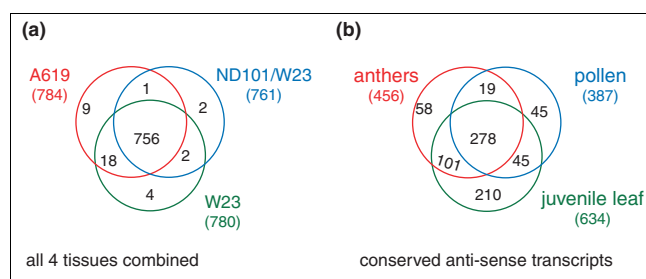 (a)
A619
(784)
ND101/W23
(761)
9
1
2
756
18
2
4
W23
(780)
all 4 tissues combined
(b)
anthers
(456)
pollen
(387)
58
19
45
278
101
45
210
juvenile leaf
(634)
conserved anti-sense transcripts